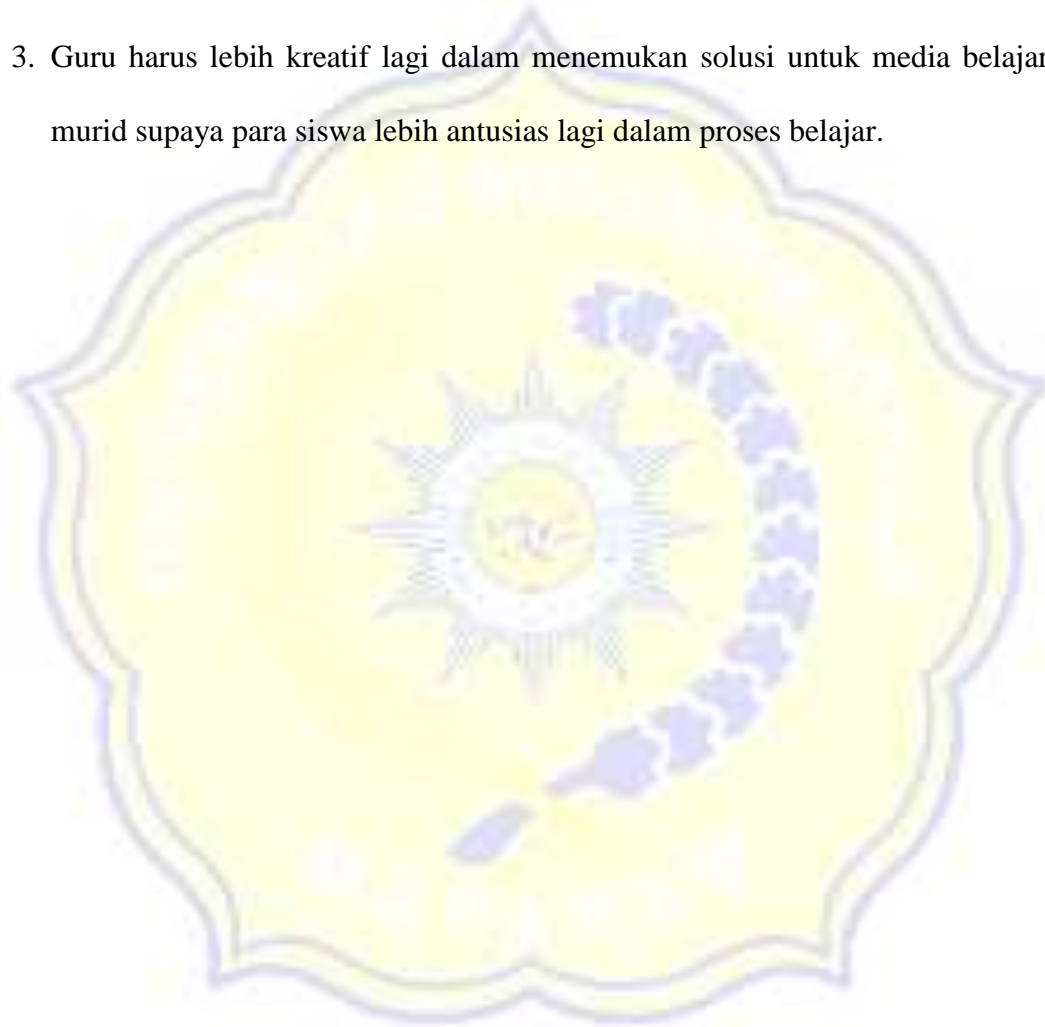 3. Guru harus lebih kreatif lagi dalam menemukan solusi untuk media belajar
murid supaya para siswa lebih antusias lagi dalam proses belajar.